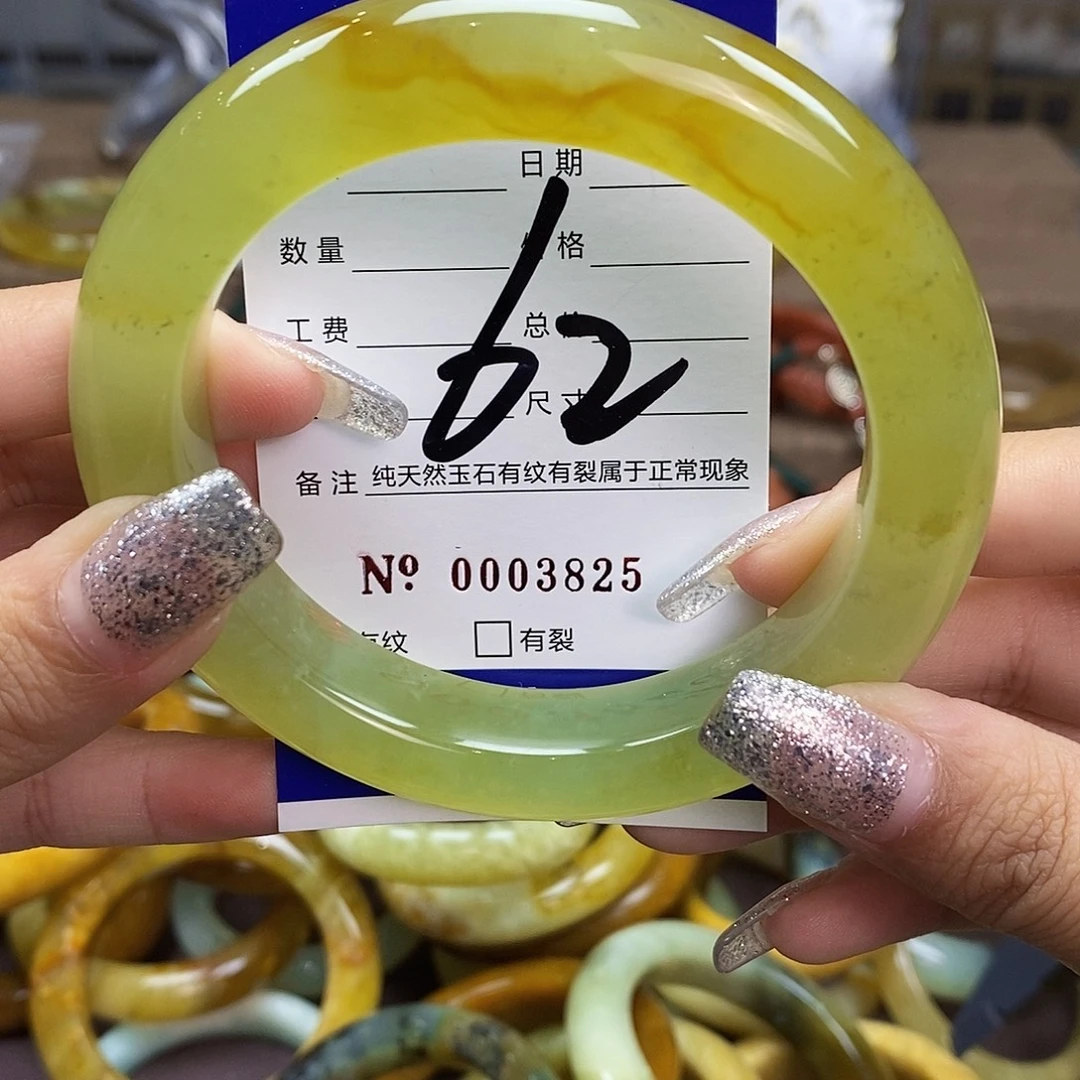 日期
数量 格
工费 总
尺寸
62
备注 纯天然玉石有纹有裂属于正常现象
Nº 0003825
有纹 有裂